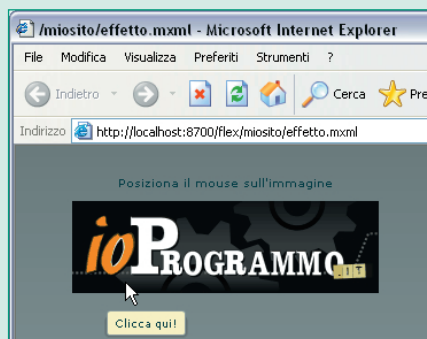 /miosito/effetto.mxml - Microsoft Internet Explorer
File Modifica Visualizza Preferiti Strumenti ?
Indietro Cerca Pre
Indirizzo http://localhost:8700/flex/miosito/effetto.mxml
Posiziona il mouse sull'immagine
ioProgrammo.it
Clicca qui!